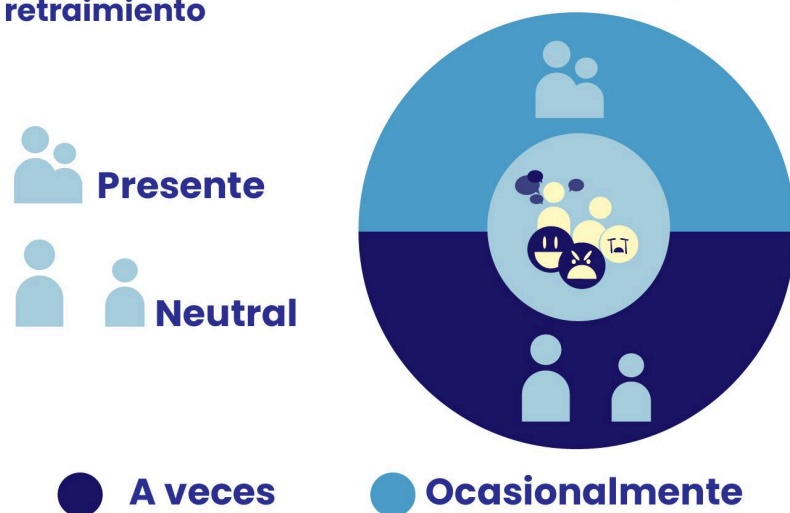 retraimiento
Presente
Neutral
A veces
Ocasionalmente